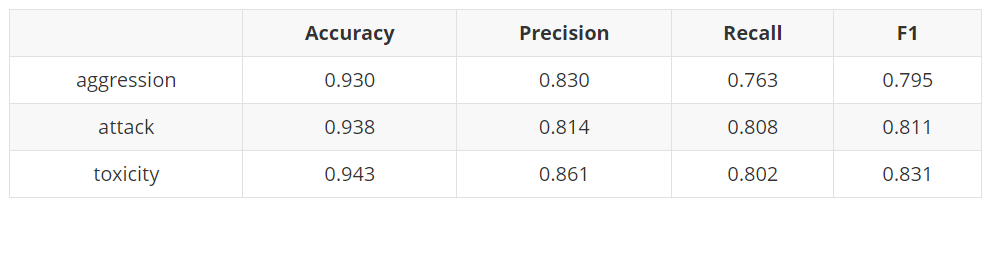 Accuracy Precision Recall F1
aggression 0.930 0.830 0.763 0.795
attack 0.938 0.814 0.808 0.811
toxicity 0.943 0.861 0.802 0.831